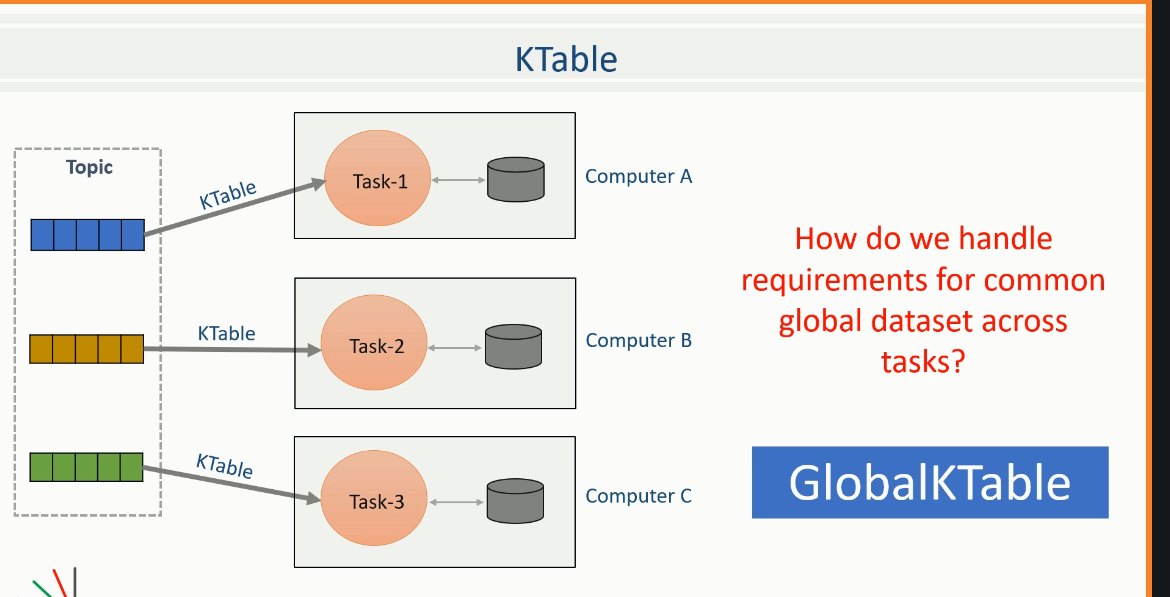 KTable
Topic
KTable
Task-1
Computer A
KTable
Task-2
Computer B
KTable
Task-3
Computer C
How do we handle
requirements for common
global dataset across
tasks?
GlobalKTable